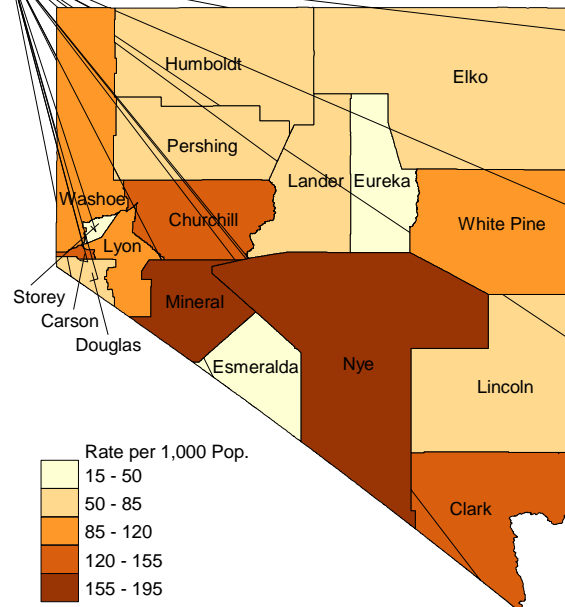 Humboldt
Elko
Pershing
Lander
Eureka
Washoe
Churchill
White Pine
Lyon
Storey
Mineral
Carson
Douglas
Esmeralda
Nye
Lincoln
Rate per 1,000 Pop.
15 - 50
50 - 85
85 - 120
120 - 155
155 - 195
Clark